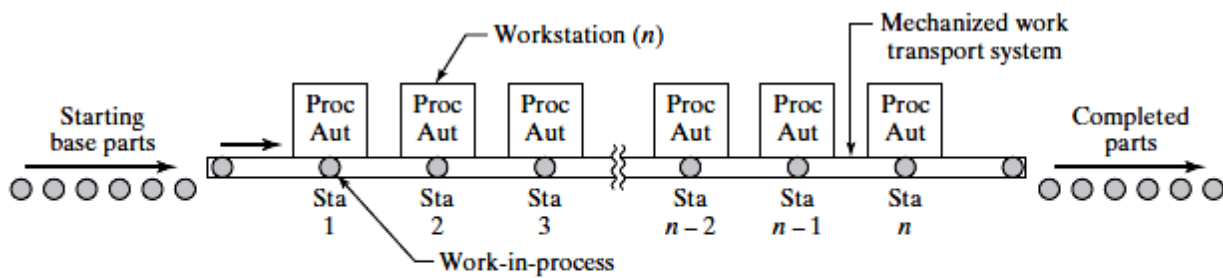 Workstation (n)
Mechanized work
transport system
Starting
base parts
Proc
Aut
Proc
Aut
Proc
Aut
Proc
Aut
Proc
Aut
Proc
Aut
Completed
parts
Sta
1
Sta
2
Sta
3
Sta
n – 2
Sta
n – 1
Sta
n
Work-in-process